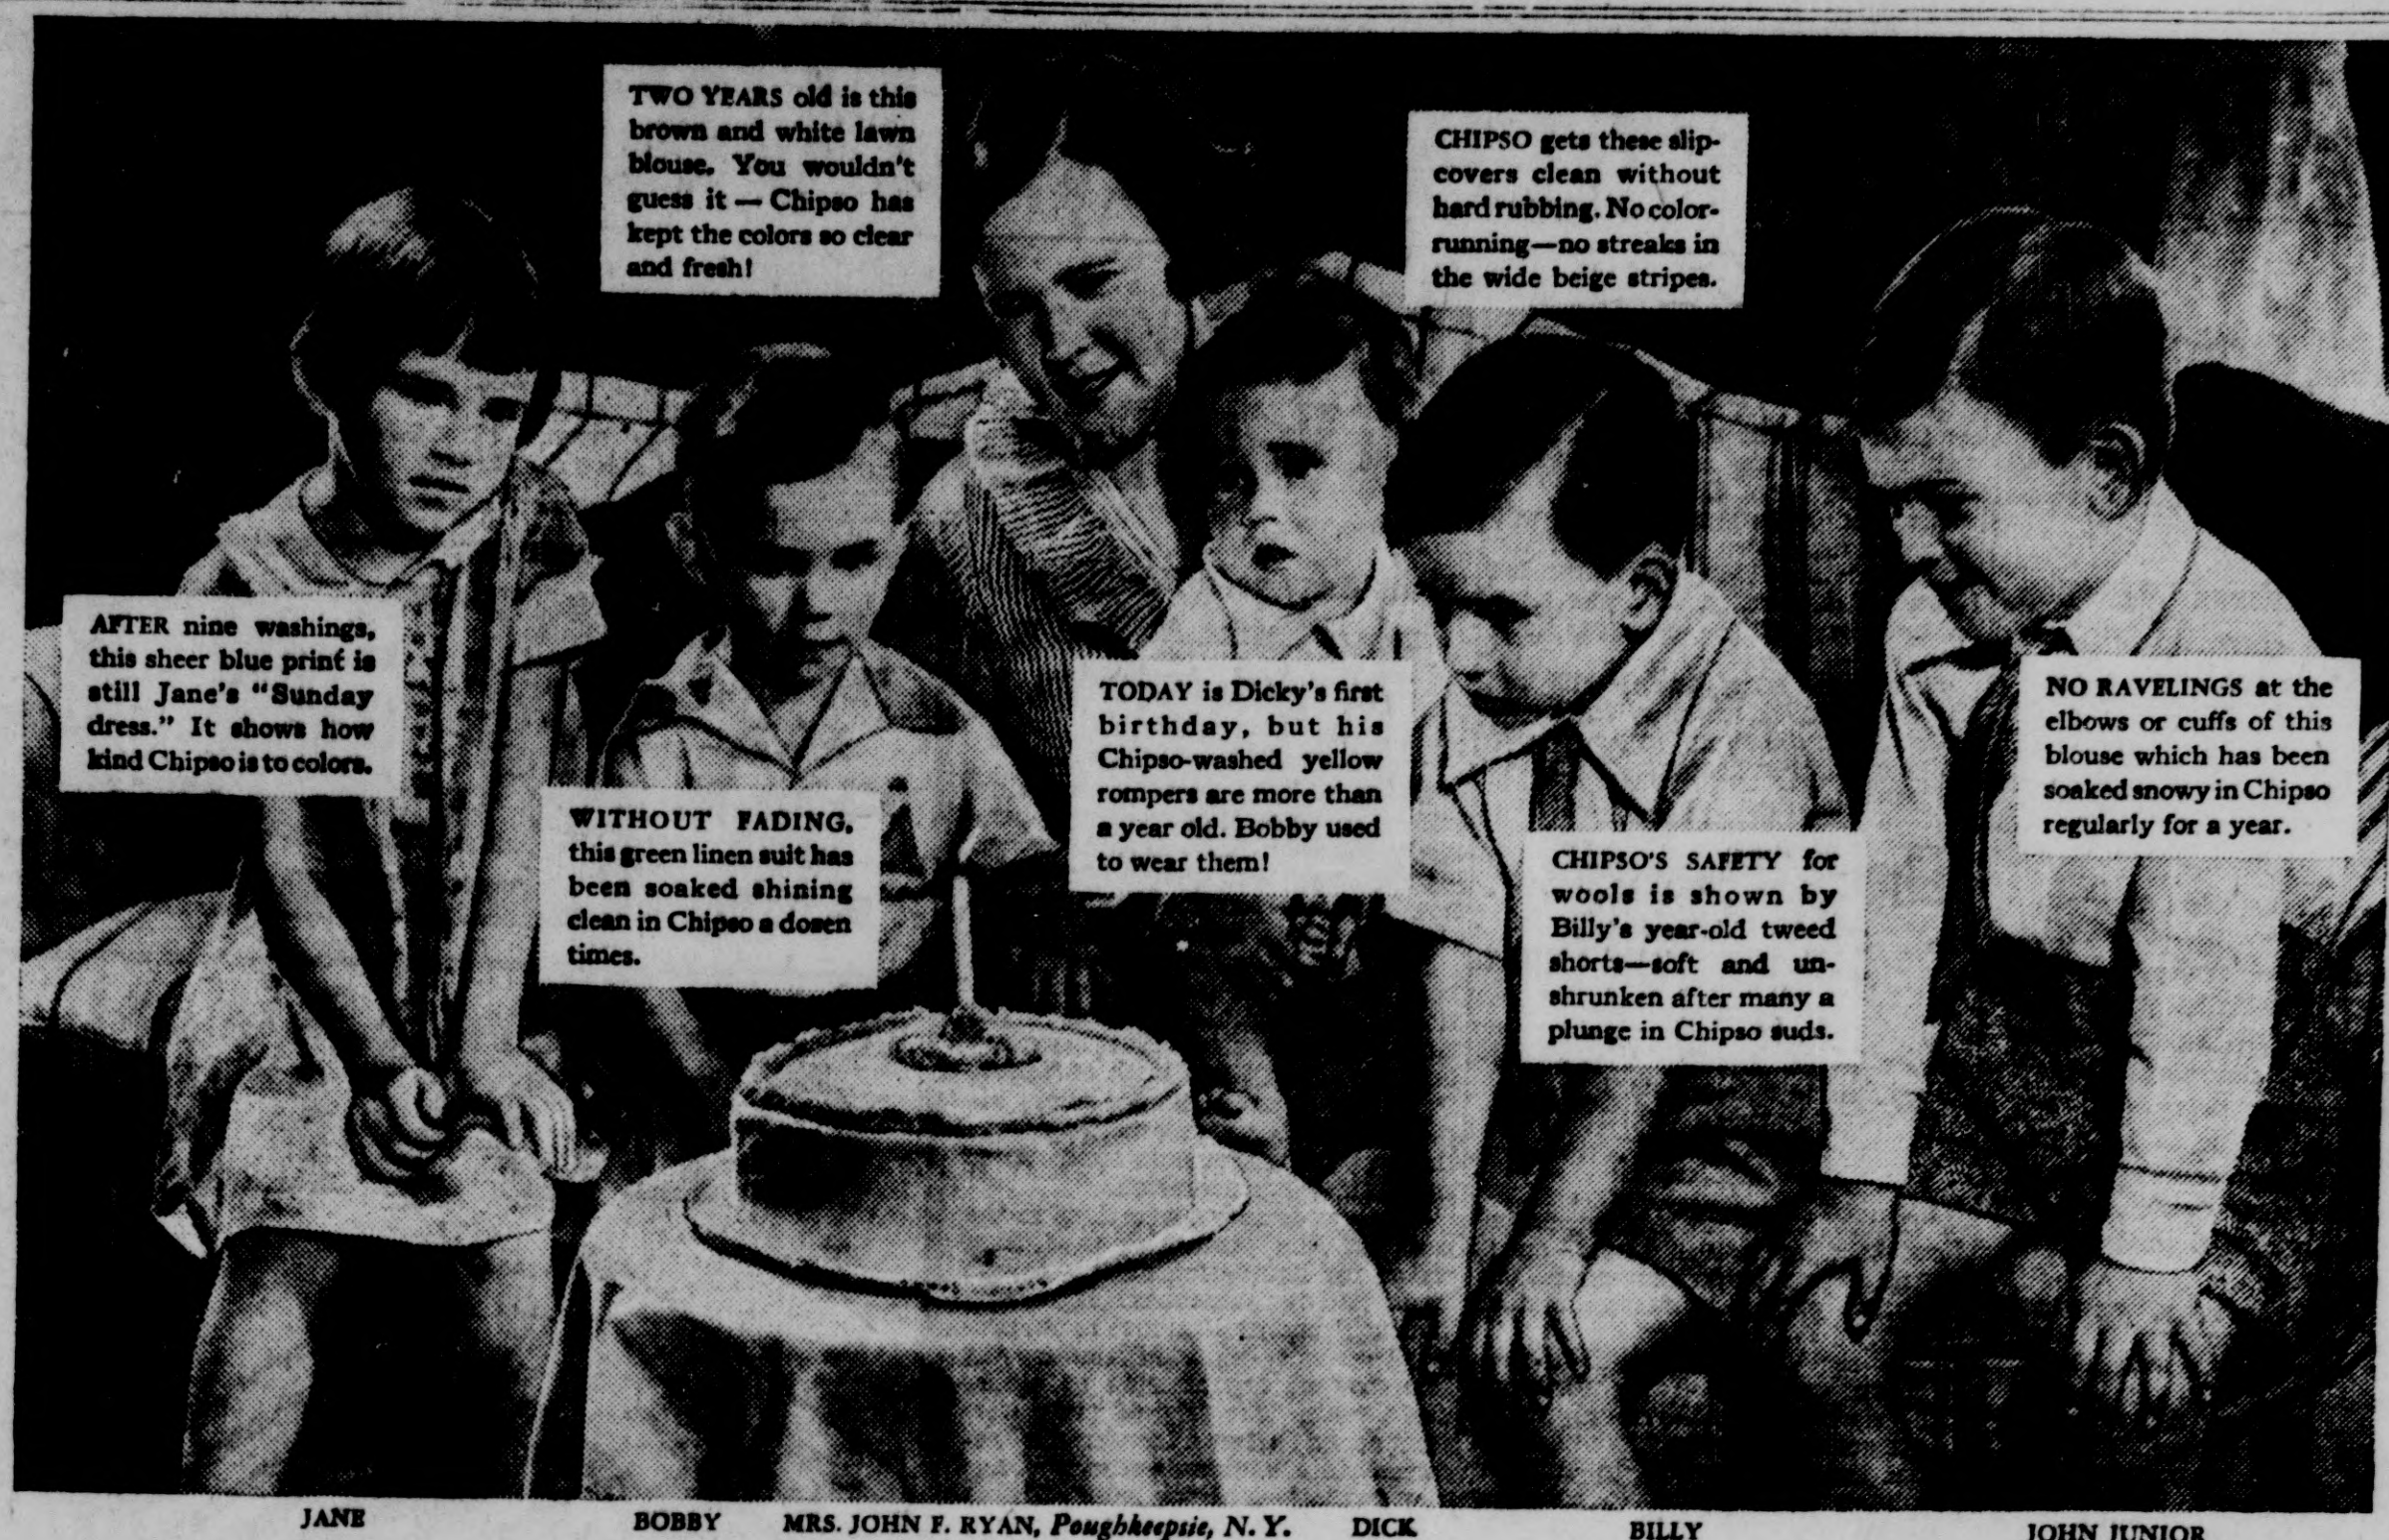 TWO YEARS old is this
brown and white lawn
blouse. You wouldn't
guess it — Chipso has
kept the colors so clear
and fresh!
CHIPSO gets these slip-
covers clean without
hard rubbing. No color-
running—no streaks in
the wide beige stripes.
AFTER nine washings,
this sheer blue print is
still Jane's "Sunday
dress." It shows how
kind Chipso is to colors.
WITHOUT FADING,
this green linen suit has
been soaked shining
clean in Chipso a dozen
times.
TODAY is Dicky's first
birthday, but his
Chipso-washed yellow
rompers are more than
a year old. Bobby used
to wear them!
CHIPSO'S SAFETY for
wools is shown by
Billy's year-old tweed
shorts—soft and un-
shrunken after many a
plunge in Chipso suds.
NO RAVELINGS at the
elbows or cuffs of this
blouse which has been
soaked snowy in Chipso
regularly for a year.
JANE BOBBY MRS. JOHN F. RYAN, Poughkeepsie, N. Y. DICK BILLY JOHN JUNIOR